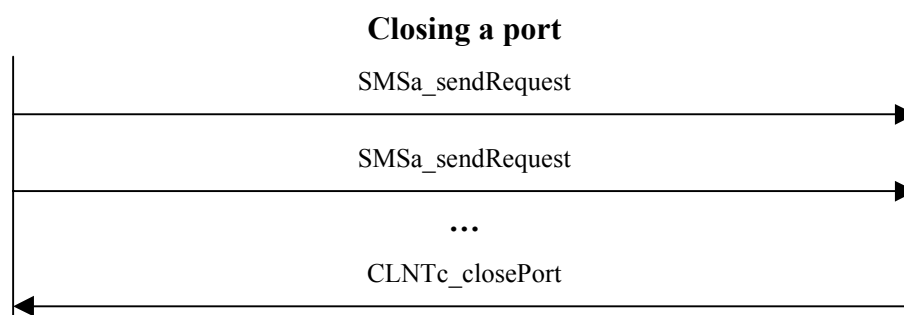 Closing a port
SMSa_sendRequest
SMSa_sendRequest
...
CLNTc_closePort